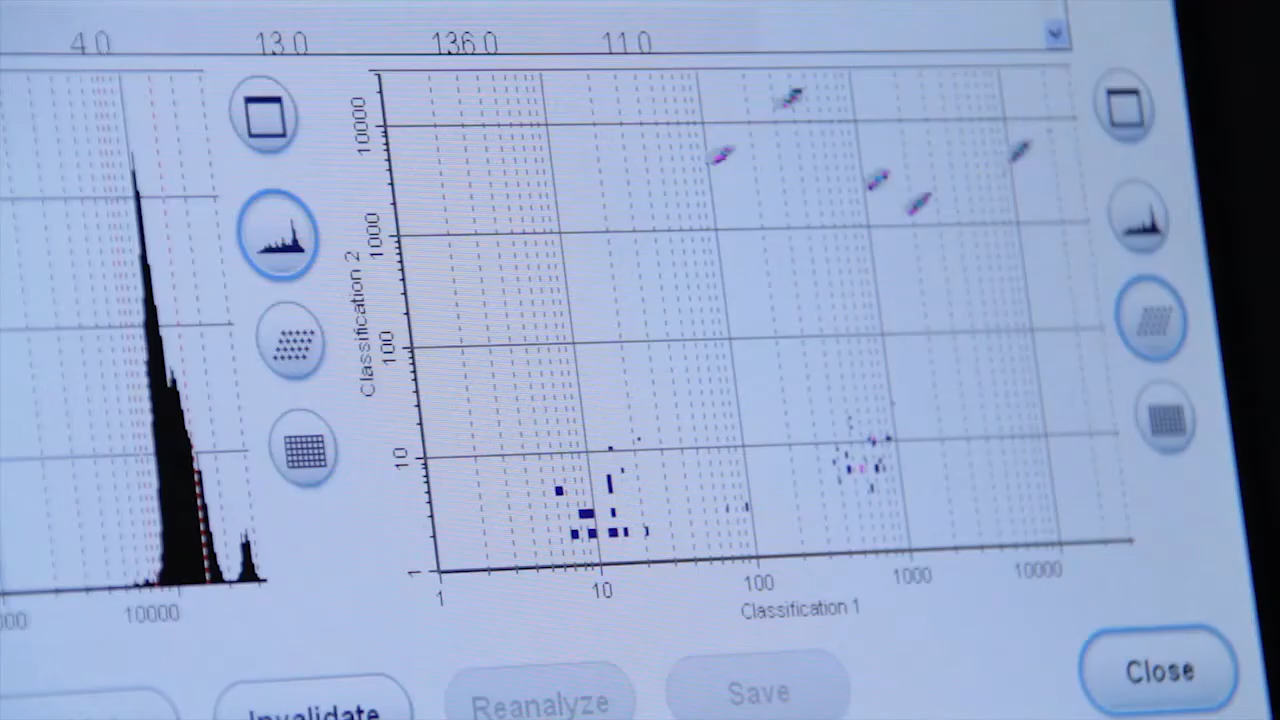 40 130 1360 110
10000
1000
100
10
1
Classification 2
1 10 100 1000 10000
Classification 1
10000
Invalidate
Reanalyze
Save
Close